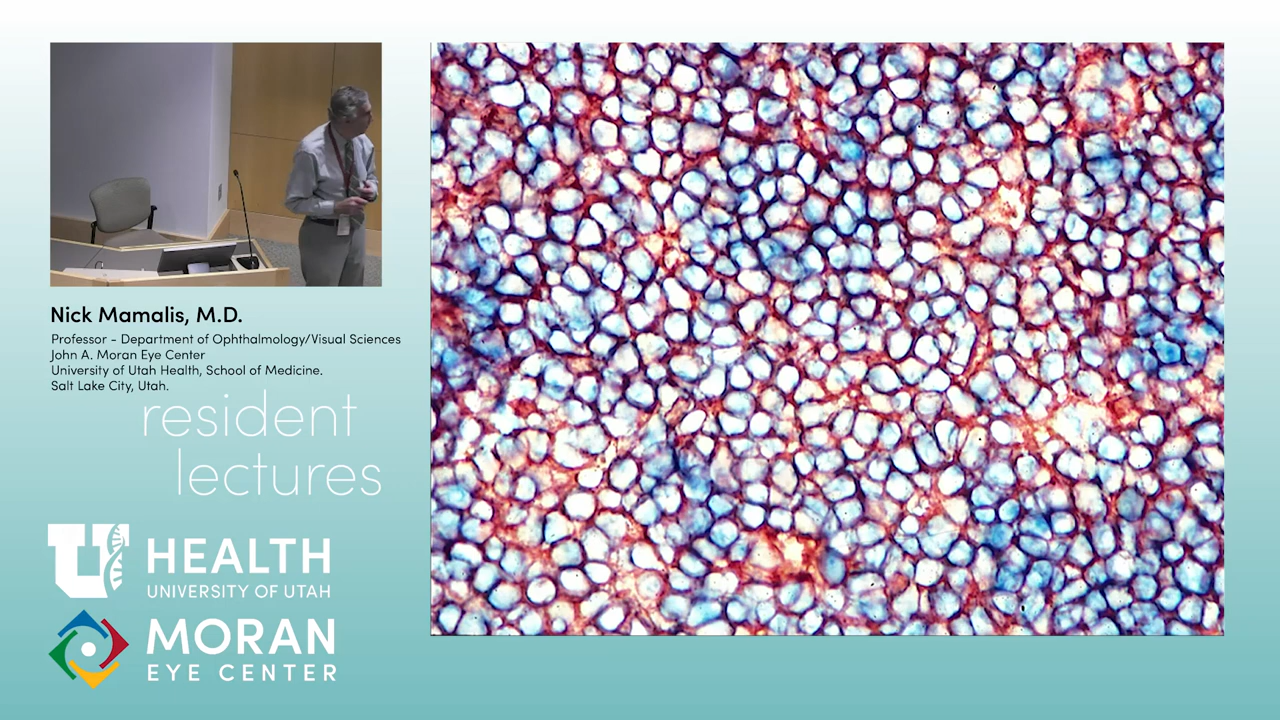 Nick Mamalis, M.D.
Professor - Department of Ophthalmology/Visual Sciences
John A. Moran Eye Center
University of Utah Health, School of Medicine.
Salt Lake City, Utah.
resident
lectures
U HEALTH
UNIVERSITY OF UTAH
MORAN
EYE CENTER